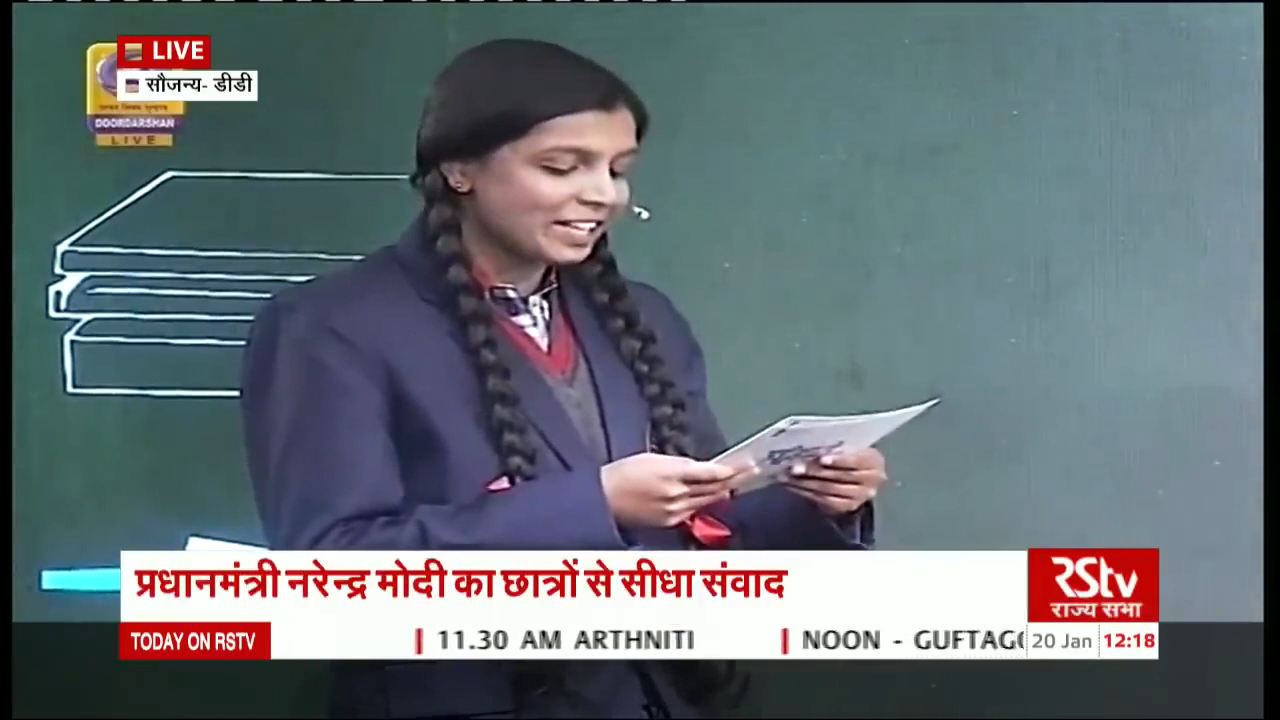 LIVE
सौजन्य- डीडी
DOORDARSHAN
LIVE
प्रधानमंत्री नरेन्द्र मोदी का छात्रों से सीधा संवाद
RStv
राज्य सभा
TODAY ON RSTV
11.30 AM ARTHNITI
NOON - GUFTAG
20 Jan
12:18